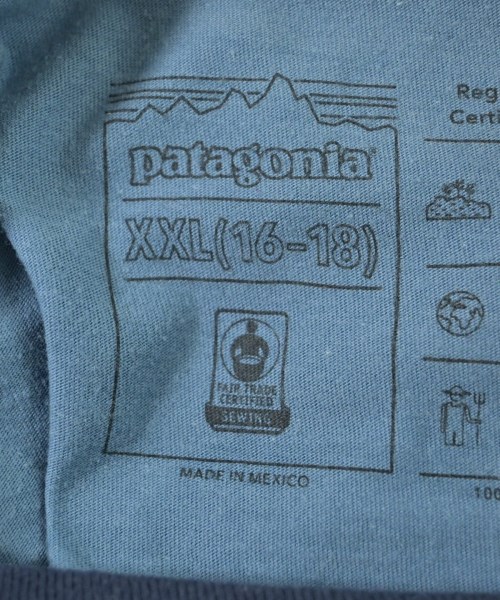 patagonia®
XXL(16-18)
FAIR TRADE
CERTIFIED
SEWING
MADE IN MEXICO
Reg
Certi
100